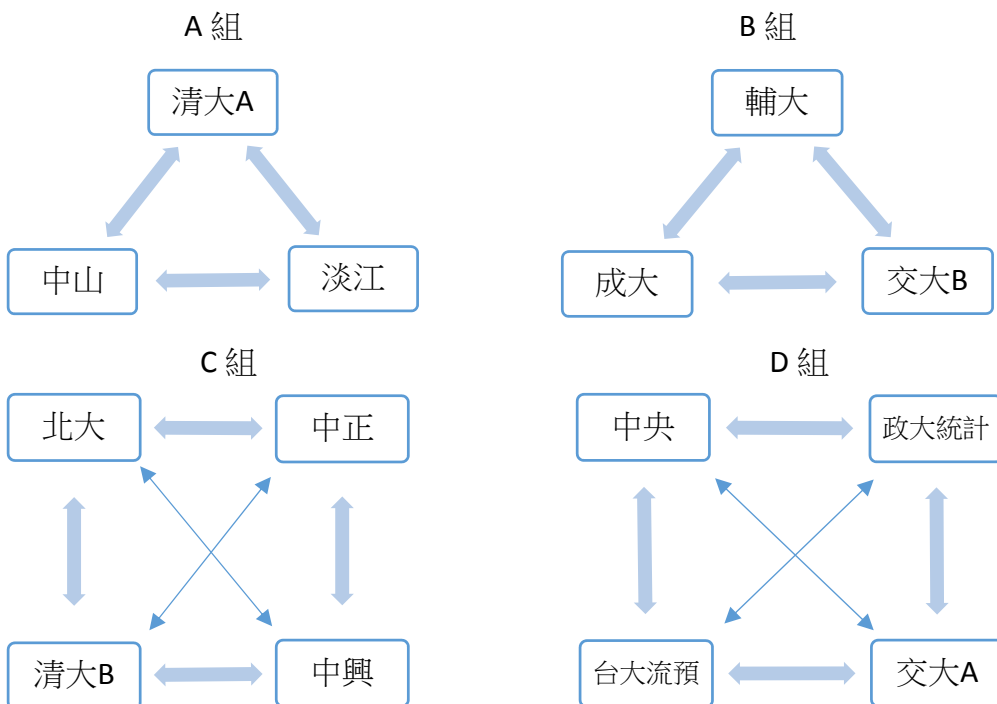 A 組
B 組
清大A
輔大
中山
淡江
成大
交大B
C 組
D 組
北大
中正
中央
政大統計
清大B
中興
台大流預
交大A